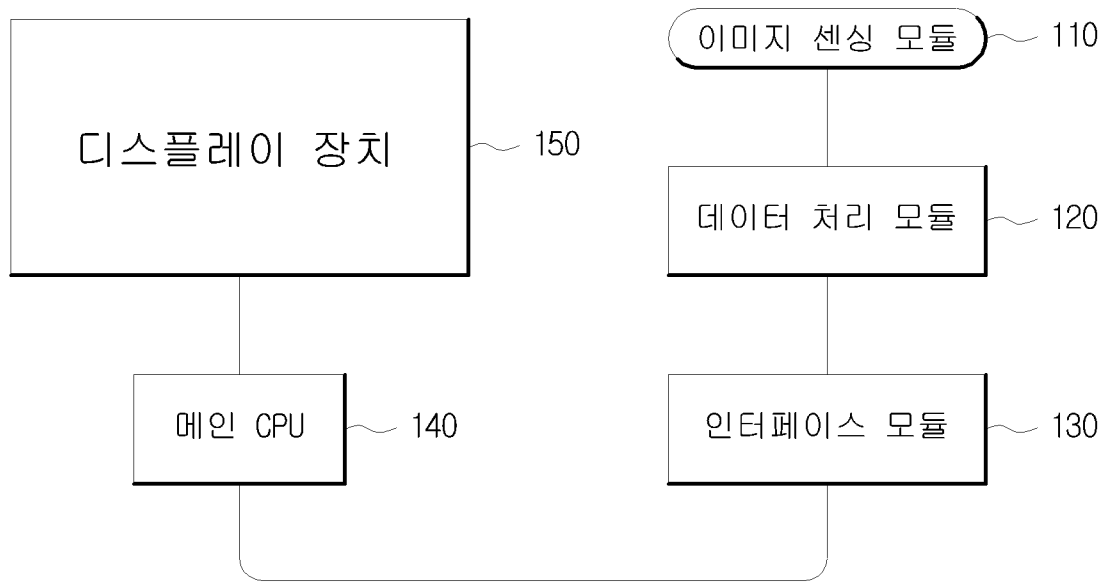 이미지 센싱 모듈 110
디스플레이 장치 150
데이터 처리 모듈 120
메인 CPU 140
인터페이스 모듈 130